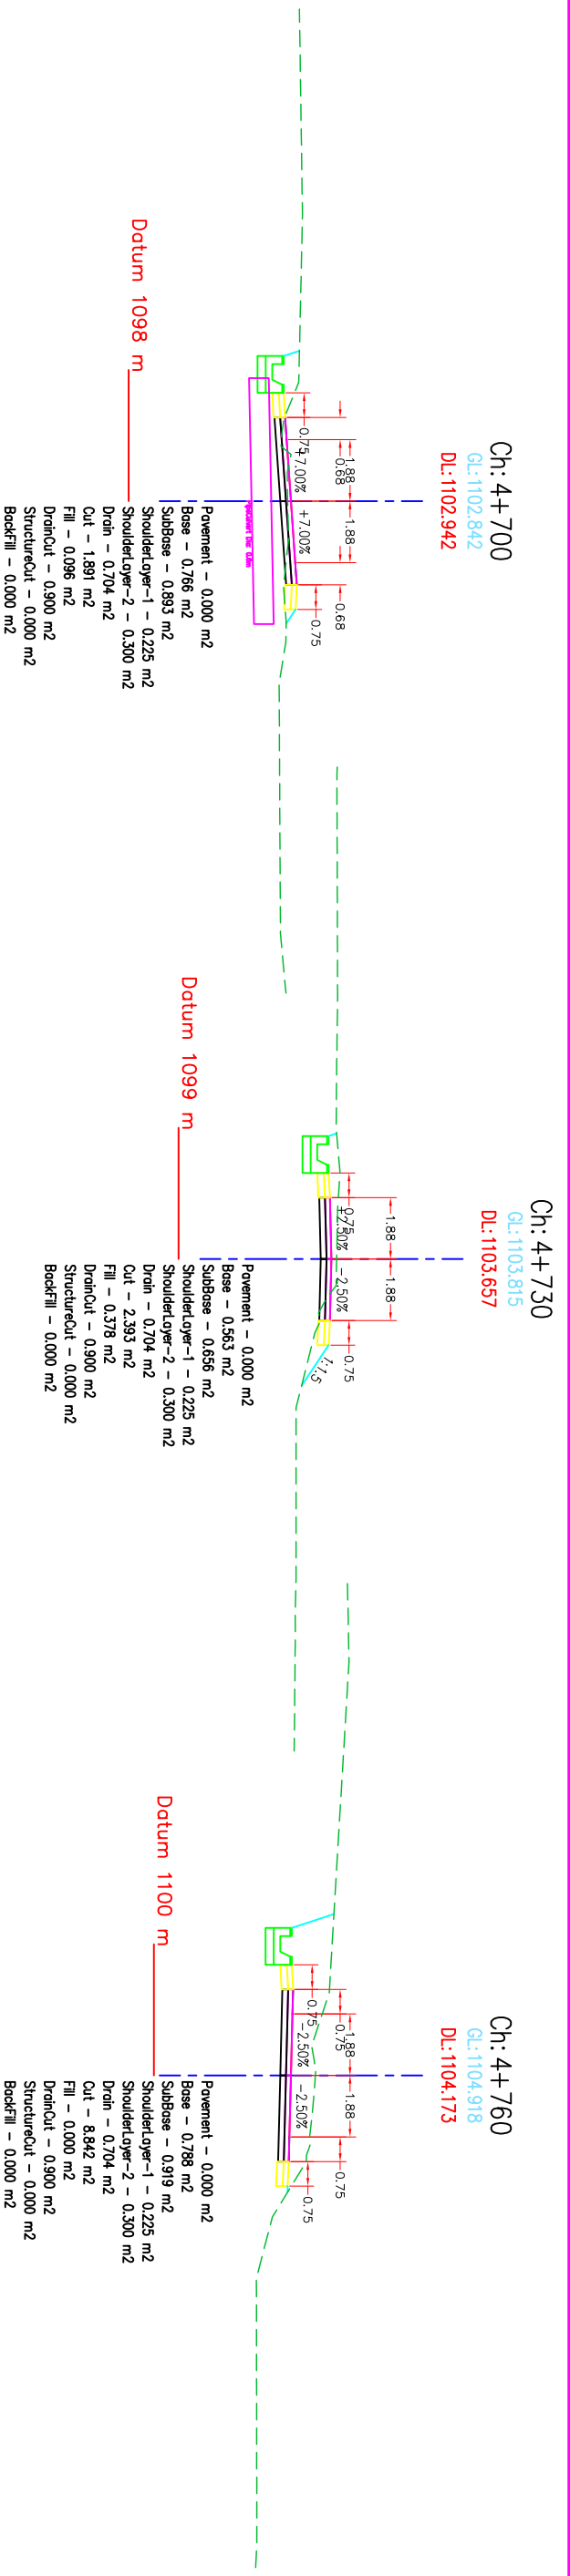 Ch: 4+700
GL:1102.842
DL:1102.942
1.88
1.88
0.68
0.68
0.75
0.75
+7.00%
+7.00%
Datum 1098 m
Pavement - 0.000 m2
Base - 0.766 m2
SubBase - 0.893 m2
ShoulderLayer-1 - 0.225 m2
ShoulderLayer-2 - 0.300 m2
Drain - 0.704 m2
Cut - 1.891 m2
Fill - 0.096 m2
DrainCut - 0.900 m2
StructureCut - 0.000 m2
BackFill - 0.000 m2
Ch: 4+730
GL:1103.815
DL:1103.657
1.88
1.88
0.75
0.75
-2.50%
1:1.5
Datum 1099 m
Pavement - 0.000 m2
Base - 0.563 m2
SubBase - 0.656 m2
ShoulderLayer-1 - 0.225 m2
ShoulderLayer-2 - 0.300 m2
Drain - 0.704 m2
Cut - 2.393 m2
Fill - 0.378 m2
DrainCut - 0.900 m2
StructureCut - 0.000 m2
BackFill - 0.000 m2
Ch: 4+760
GL:1104.918
DL:1104.173
1.88
1.88
0.75
0.75
0.75
0.75
-2.50%
-2.50%
Datum 1100 m
Pavement - 0.000 m2
Base - 0.788 m2
SubBase - 0.919 m2
ShoulderLayer-1 - 0.225 m2
ShoulderLayer-2 - 0.300 m2
Drain - 0.704 m2
Cut - 8.842 m2
Fill - 0.000 m2
DrainCut - 0.900 m2
StructureCut - 0.000 m2
BackFill - 0.000 m2